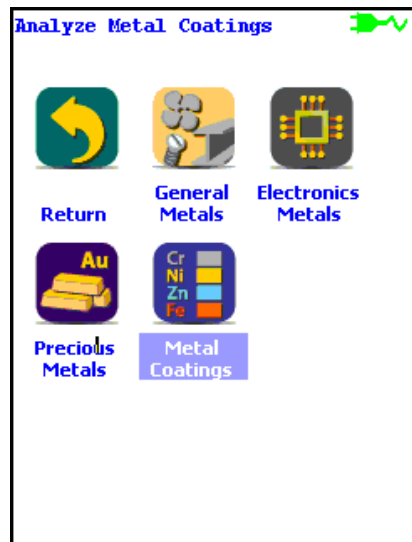 Analyze Metal Coatings
Return
General
Metals
Electronics
Metals
Au
Cr
Ni
Zn
Fe
Precious
Metals
Metal
Coatings